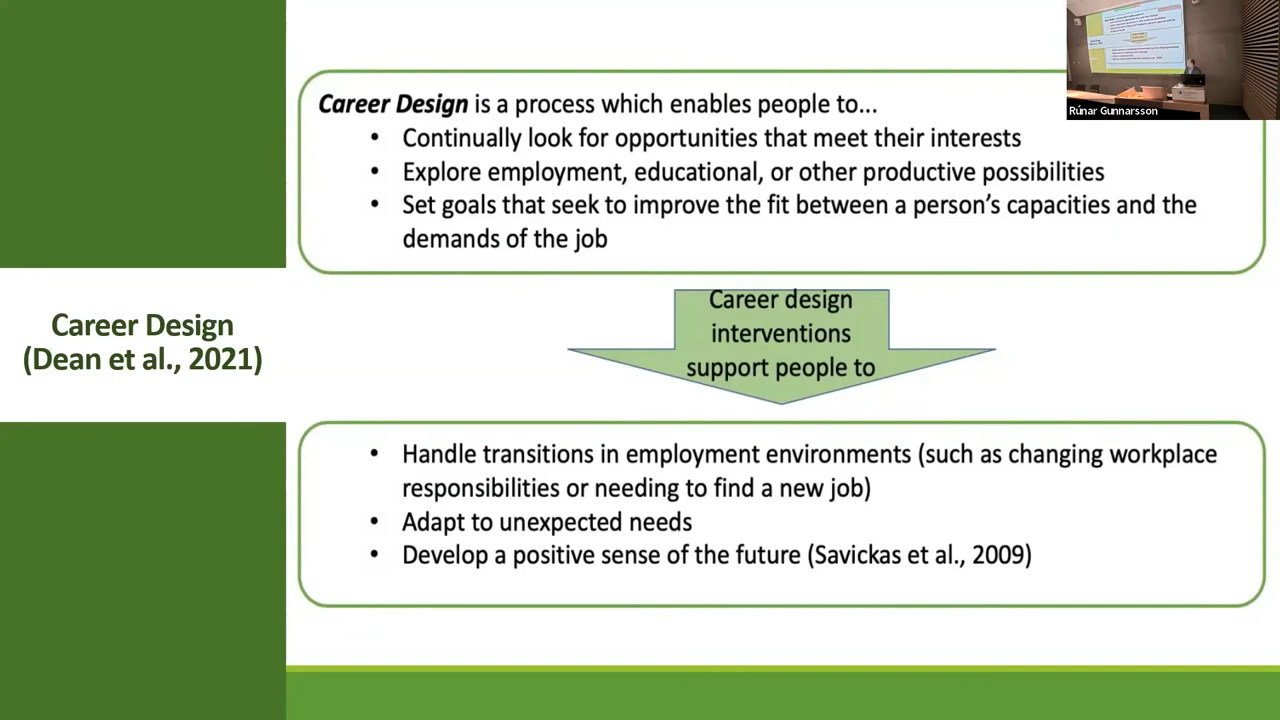 Rúnar Gunnarsson
Career Design is a process which enables people to...
• Continually look for opportunities that meet their interests
• Explore employment, educational, or other productive possibilities
• Set goals that seek to improve the fit between a person's capacities and the
demands of the job
Career Design
(Dean et al., 2021)
Career design
interventions
support people to
• Handle transitions in employment environments (such as changing workplace
responsibilities or needing to find a new job)
• Adapt to unexpected needs
• Develop a positive sense of the future (Savickas et al., 2009)